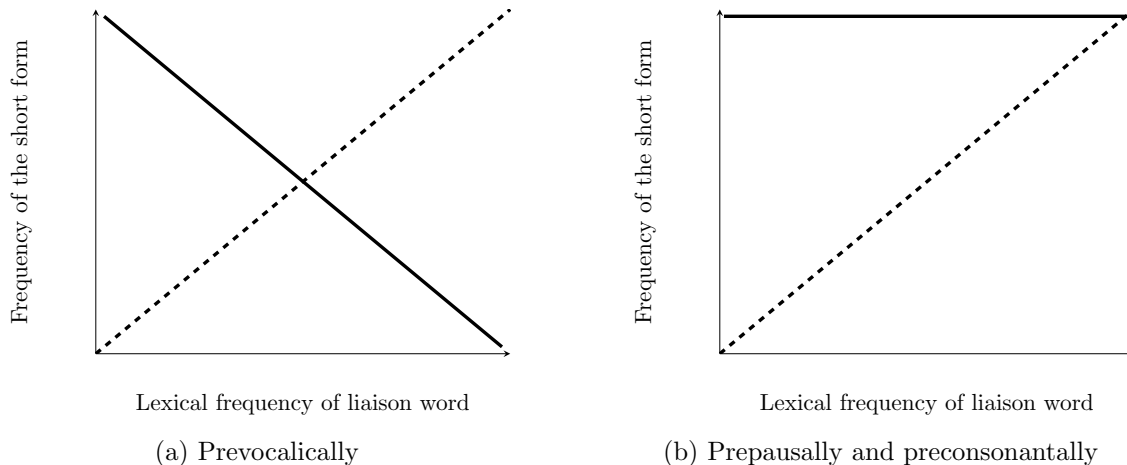 Frequency of the short form
Lexical frequency of liaison word
(a) Prevocalically
Frequency of the short form
Lexical frequency of liaison word
(b) Prepausally and preconsonantally